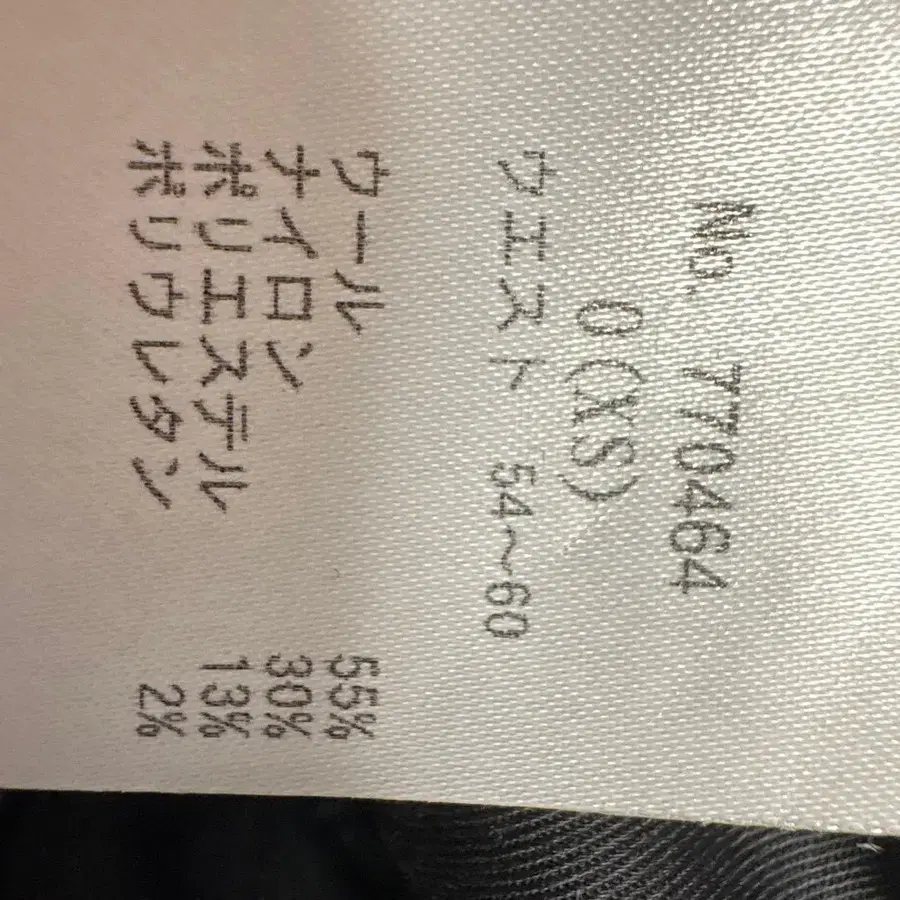 No. 770464
0(XS)
ウエスト 54~60
ウール 55%
ナイロン 30%
ポリエステル 13%
ポリウレタン 2%